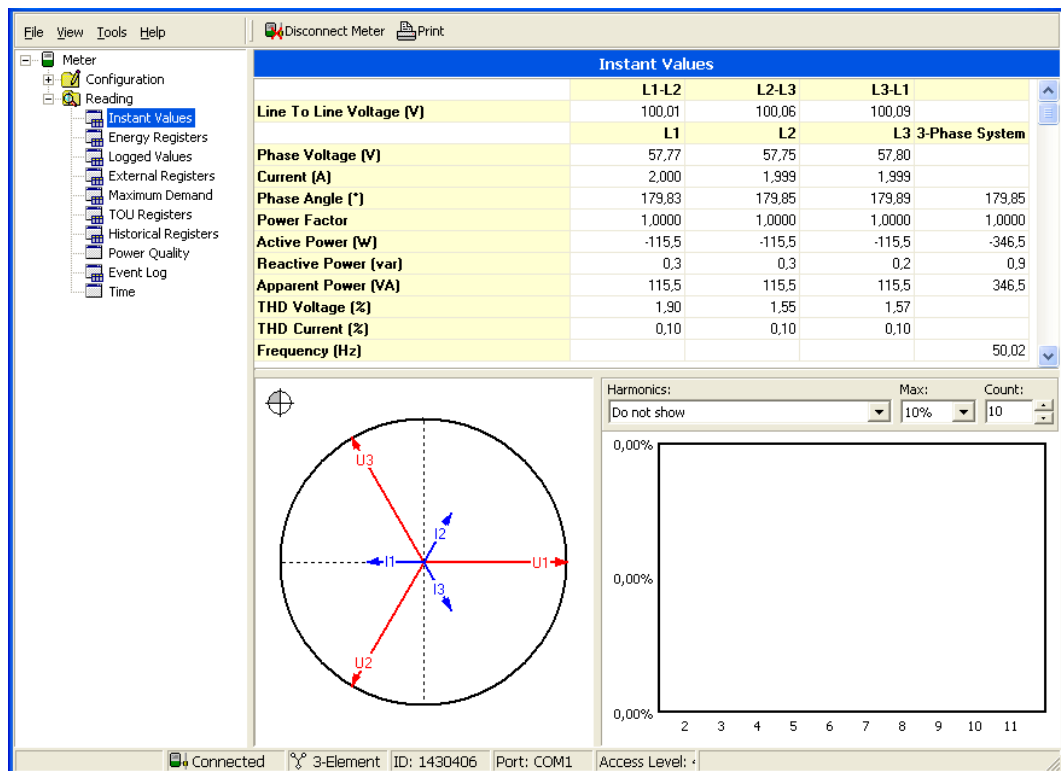 File View Tools Help Disconnect Meter Print
Meter
Configuration
Reading
Instant Values
Energy Registers
Logged Values
External Registers
Maximum Demand
TOU Registers
Historical Registers
Power Quality
Event Log
Time
Instant Values
L1-L2 L2-L3 L3-L1
Line To Line Voltage (V) 100,01 100,06 100,09
L1 L2 L3 3-Phase System
Phase Voltage (V) 57,77 57,75 57,80
Current (A) 2,000 1,999 1,999
Phase Angle (°) 179,83 179,85 179,89 179,85
Power Factor 1,0000 1,0000 1,0000 1,0000
Active Power (W) -115,5 -115,5 -115,5 -346,5
Reactive Power (var) 0,3 0,3 0,2 0,9
Apparent Power (VA) 115,5 115,5 115,5 346,5
THD Voltage (%) 1,90 1,55 1,57
THD Current (%) 0,10 0,10 0,10
Frequency (Hz) 50,02
U3
I2
I1 U1
I3
U2
Harmonics: Max: Count:
Do not show 10% 10
0,00%
0,00%
0,00%
2 3 4 5 6 7 8 9 10 11
Connected 3-Element ID: 1430406 Port: COM1 Access Level: